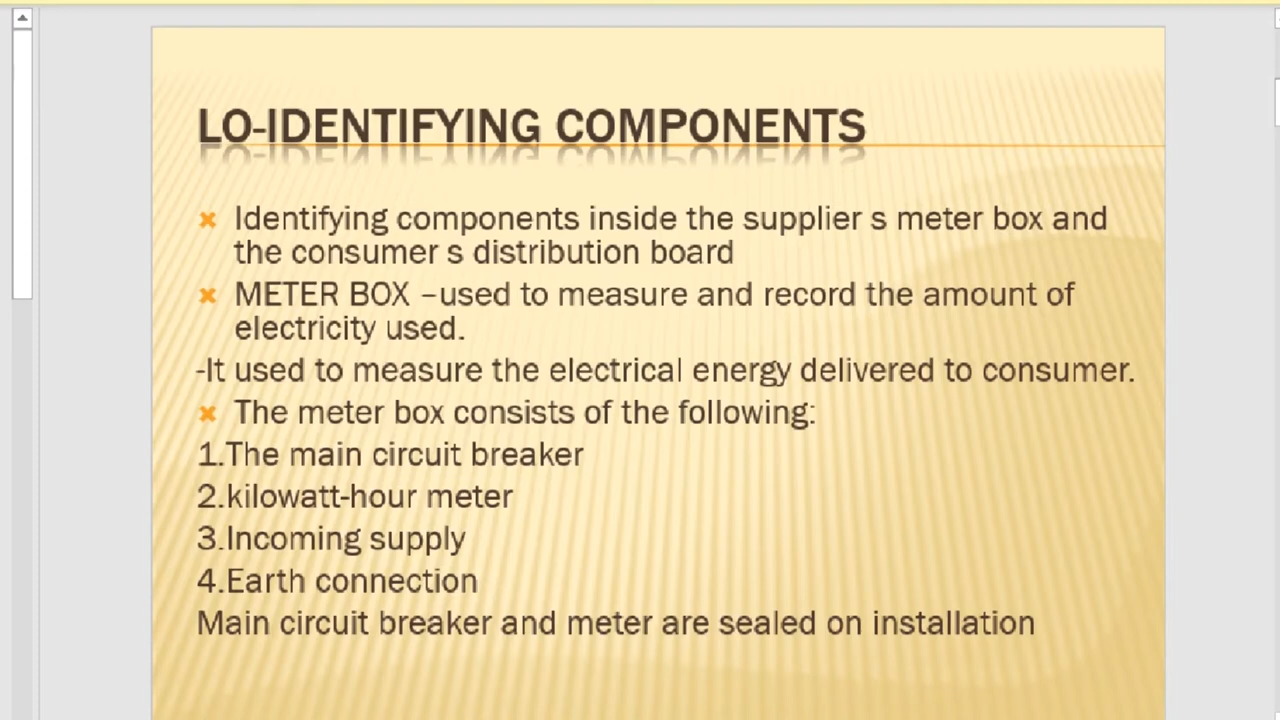 LO-IDENTIFYING COMPONENTS
Identifying components inside the supplier s meter box and
the consumer s distribution board
METER BOX –used to measure and record the amount of
electricity used.
-It used to measure the electrical energy delivered to consumer.
The meter box consists of the following:
1.The main circuit breaker
2.kilowatt-hour meter
3.Incoming supply
4.Earth connection
Main circuit breaker and meter are sealed on installation